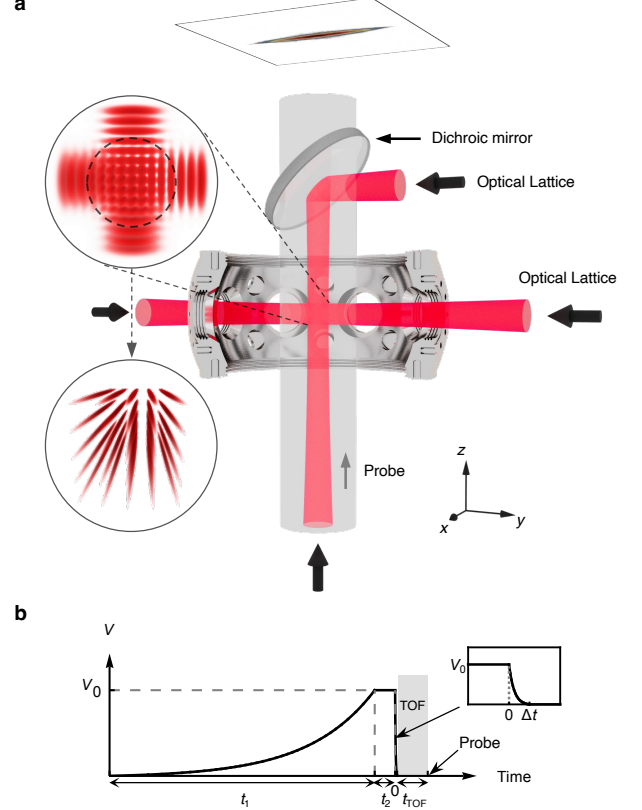 a
Dichroic mirror
Optical Lattice
Optical Lattice
Probe
z
x
y
b
V
V0
V0
0 Δt
TOF
Probe
0
t1
t2
tTOF
Time